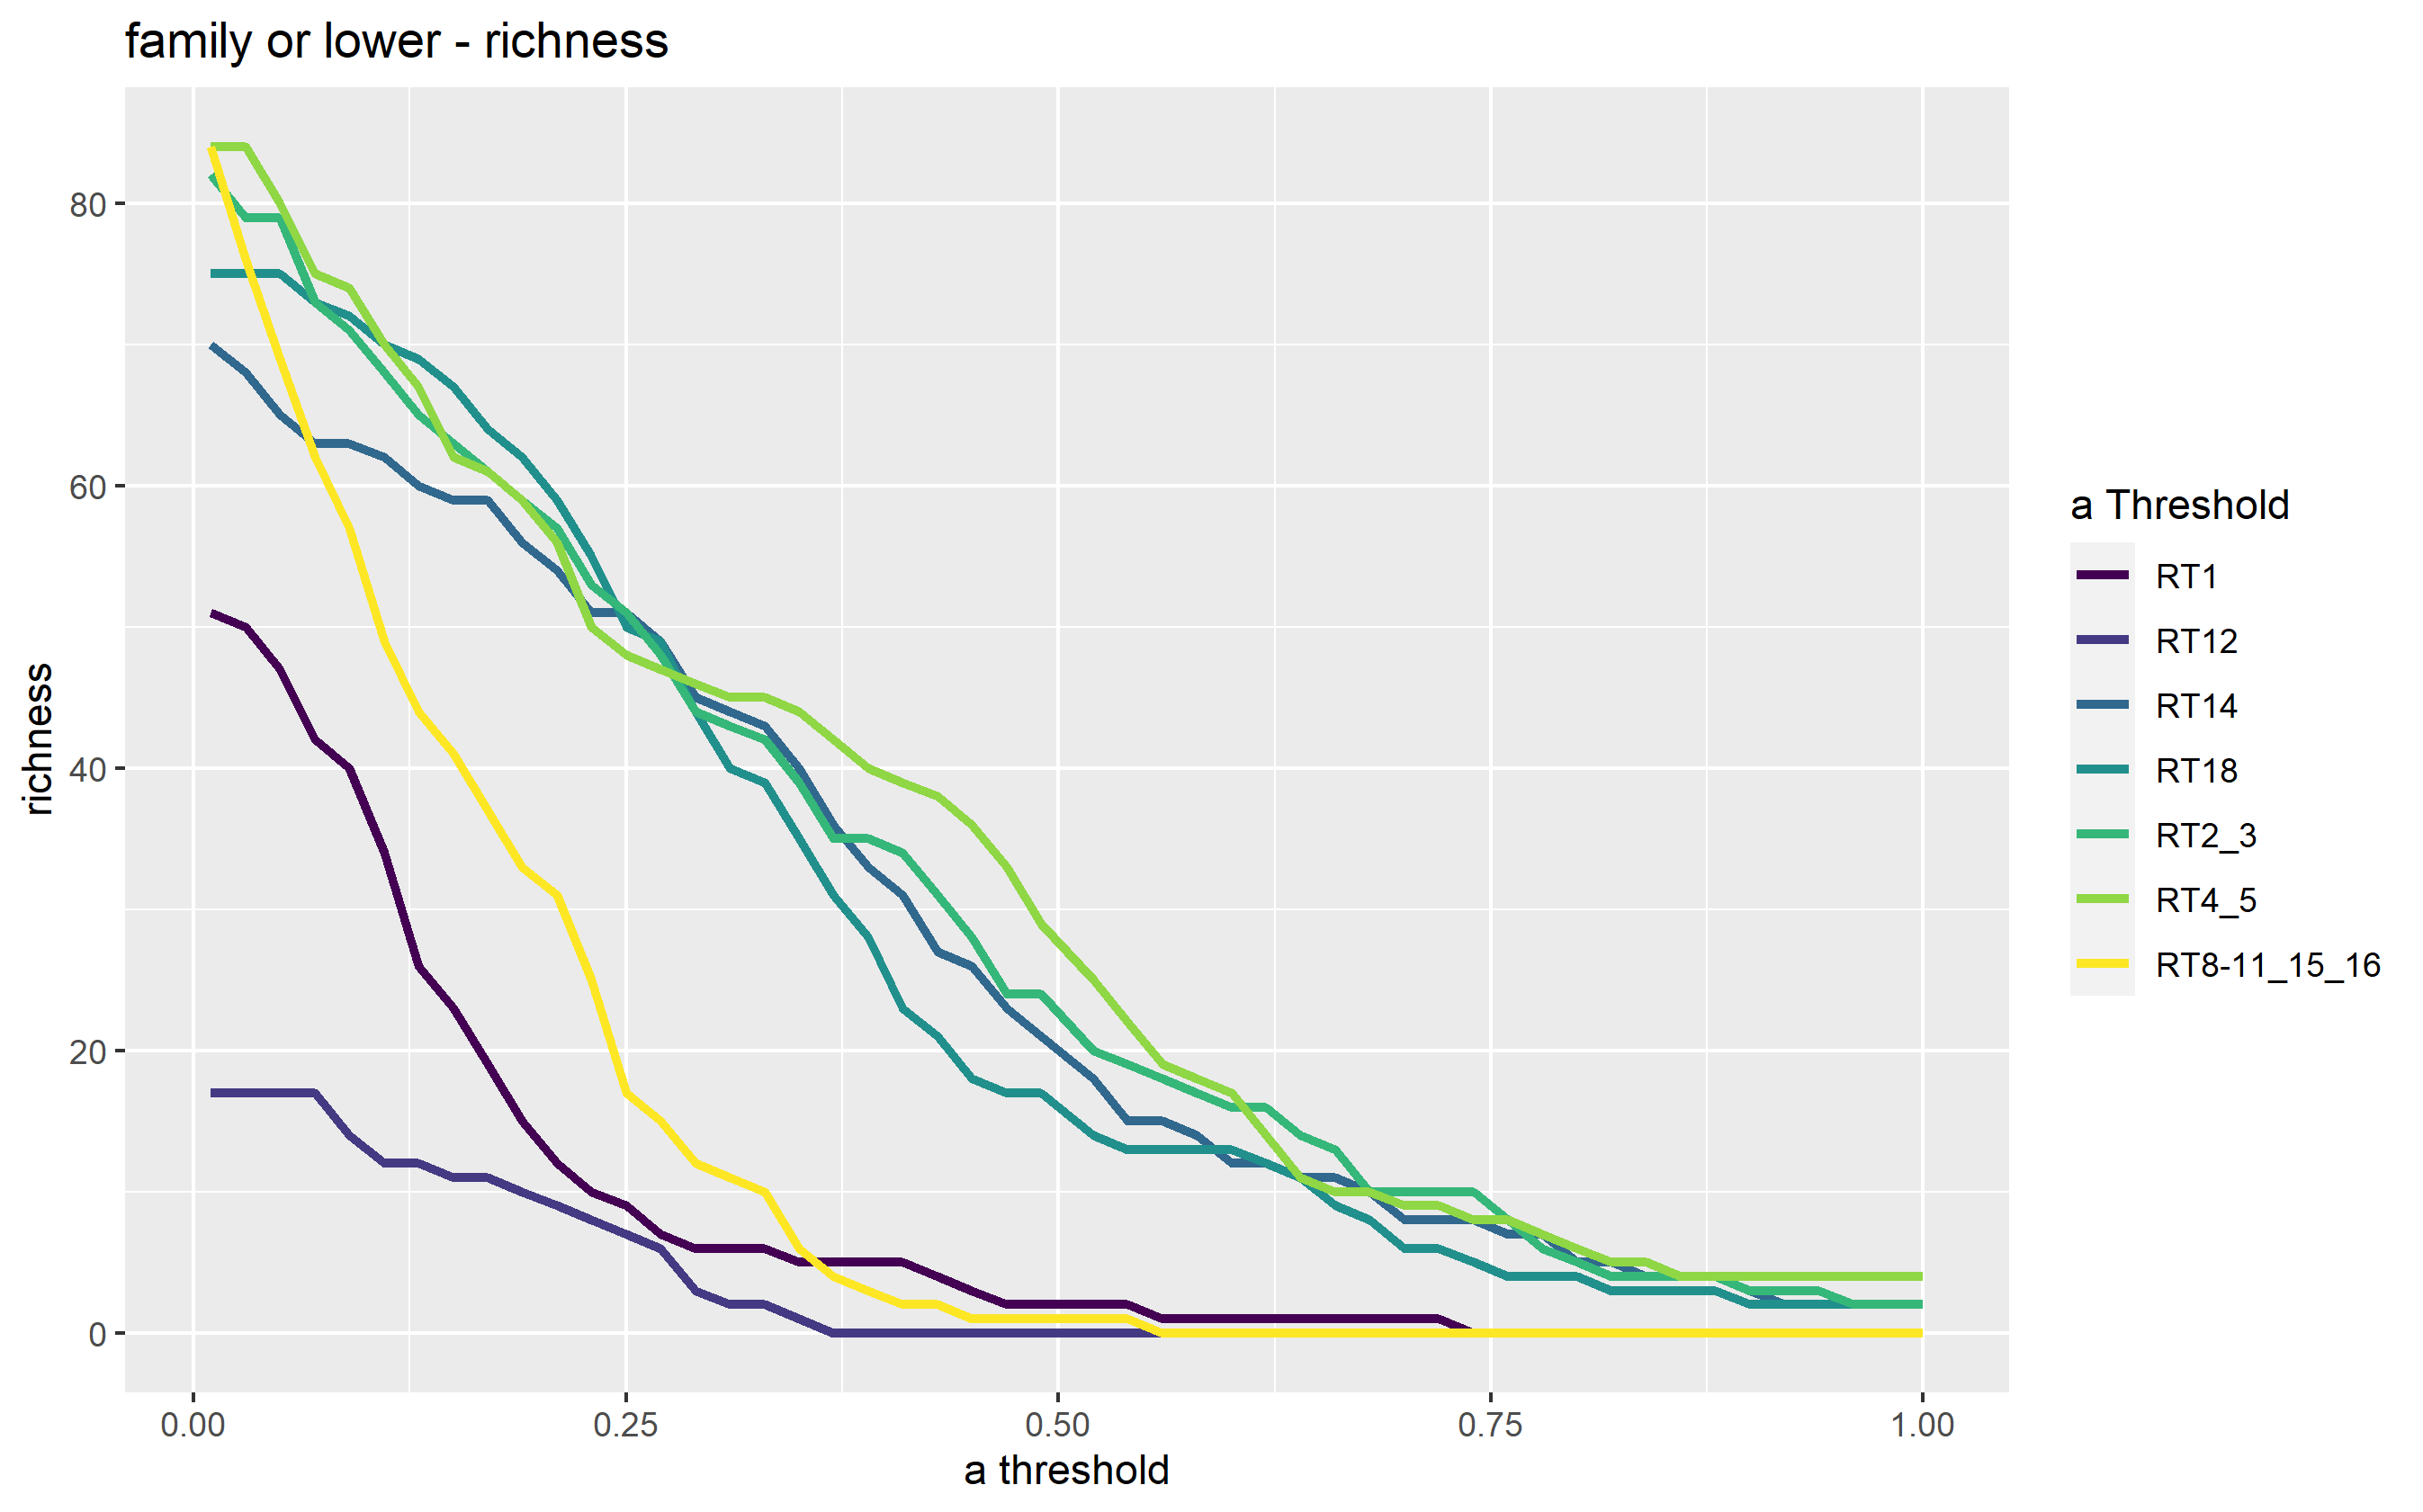 family or lower - richness
richness
80
60
40
20
0
0.00
0.25
0.50
0.75
1.00
a threshold
a Threshold
RT1
RT12
RT14
RT18
RT2_3
RT4_5
RT8-11_15_16